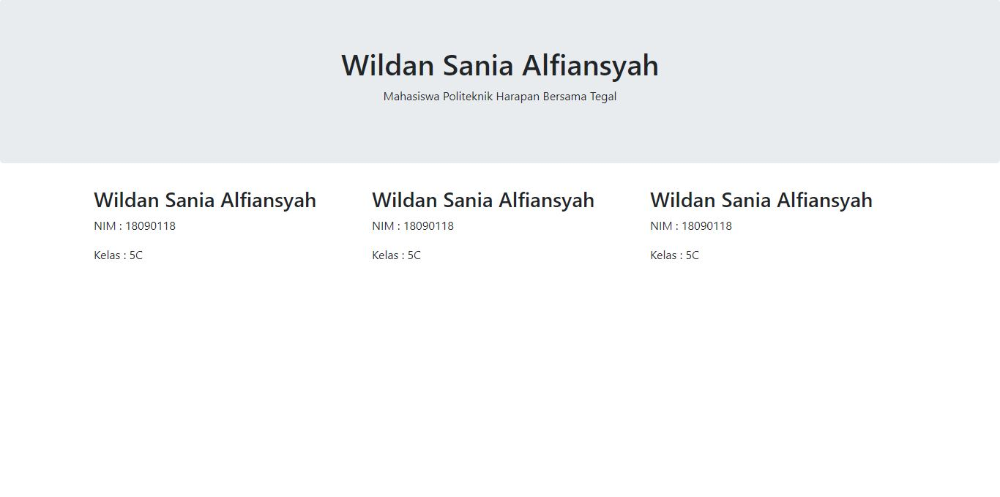 Wildan Sania Alfiansyah
Mahasiswa Politeknik Harapan Bersama Tegal
Wildan Sania Alfiansyah
NIM : 18090118
Kelas : 5C
Wildan Sania Alfiansyah
NIM : 18090118
Kelas : 5C
Wildan Sania Alfiansyah
NIM : 18090118
Kelas : 5C